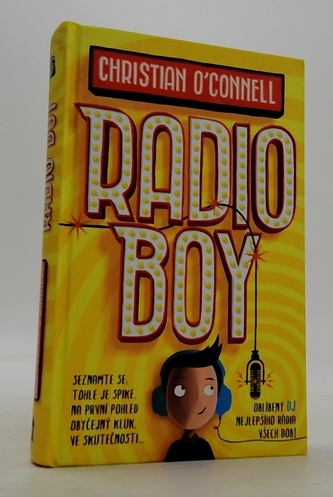 CHRISTIAN O'CONNELL
RADIO
BOY
SEZNAMTE SE,
TOHLE JE SPIKE.
NA PRVNÍ POHLED
OBYČEJNÝ KLUK,
VE SKUTEČNOSTI...
OBLÍBENÝ DJ
NEJLEPŠÍHO RÁDIA
VŠECH DOB!
RADIO BOY